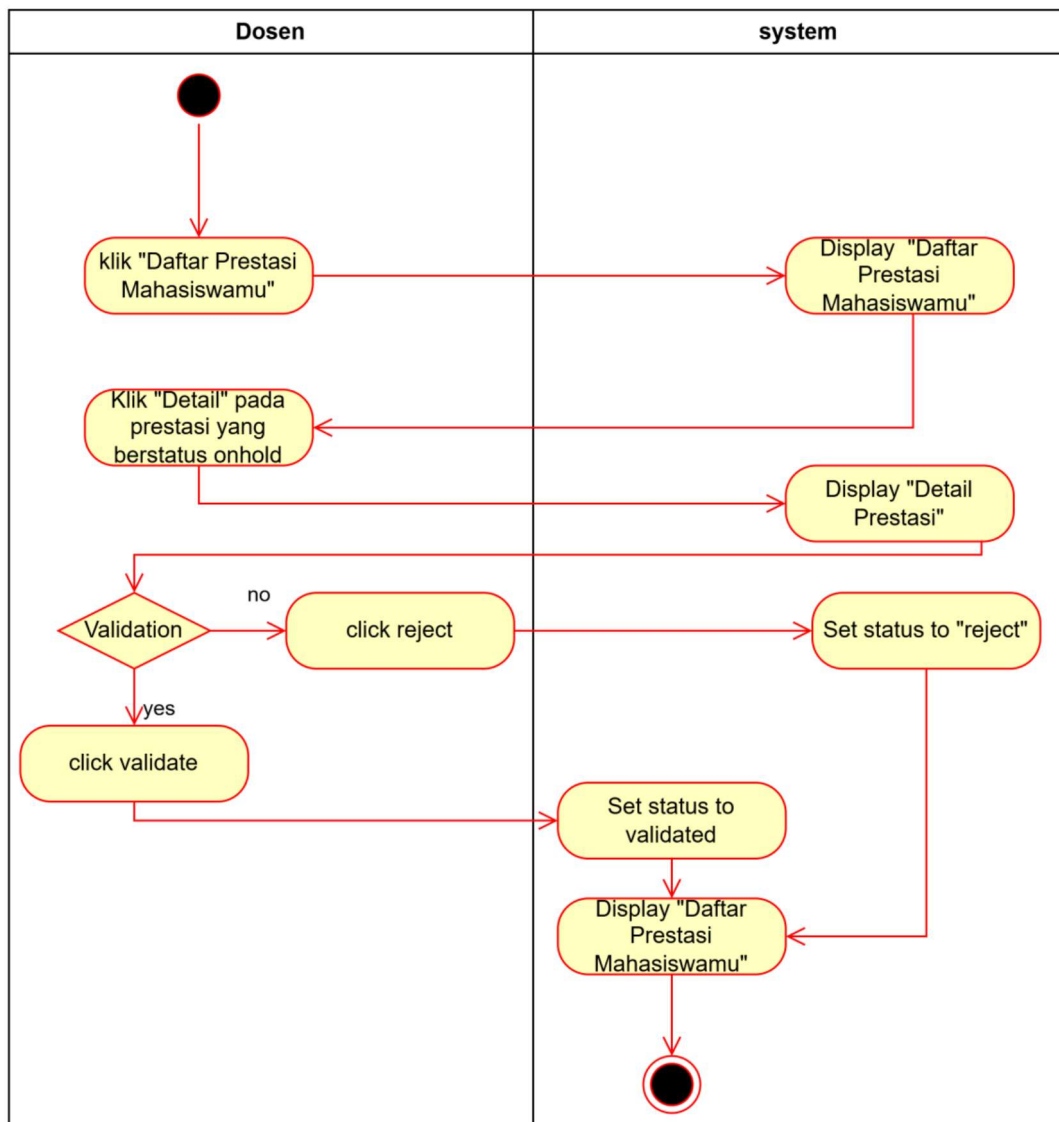 Dosen
system
klik "Daftar Prestasi
Mahasiswamu"
Display "Daftar
Prestasi
Mahasiswamu"
Klik "Detail" pada
prestasi yang
berstatus onhold
Display "Detail
Prestasi"
Validation
no
click reject
Set status to "reject"
yes
click validate
Set status to
validated
Display "Daftar
Prestasi
Mahasiswamu"